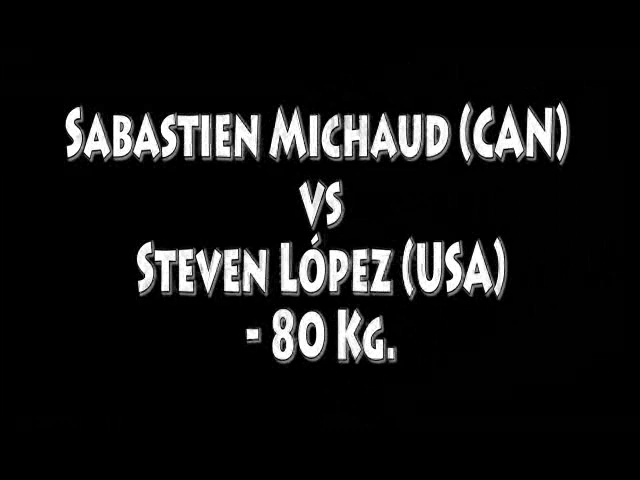 Sabastien Michaud (CAN)
vs
Steven López (USA)
- 80 Kg.